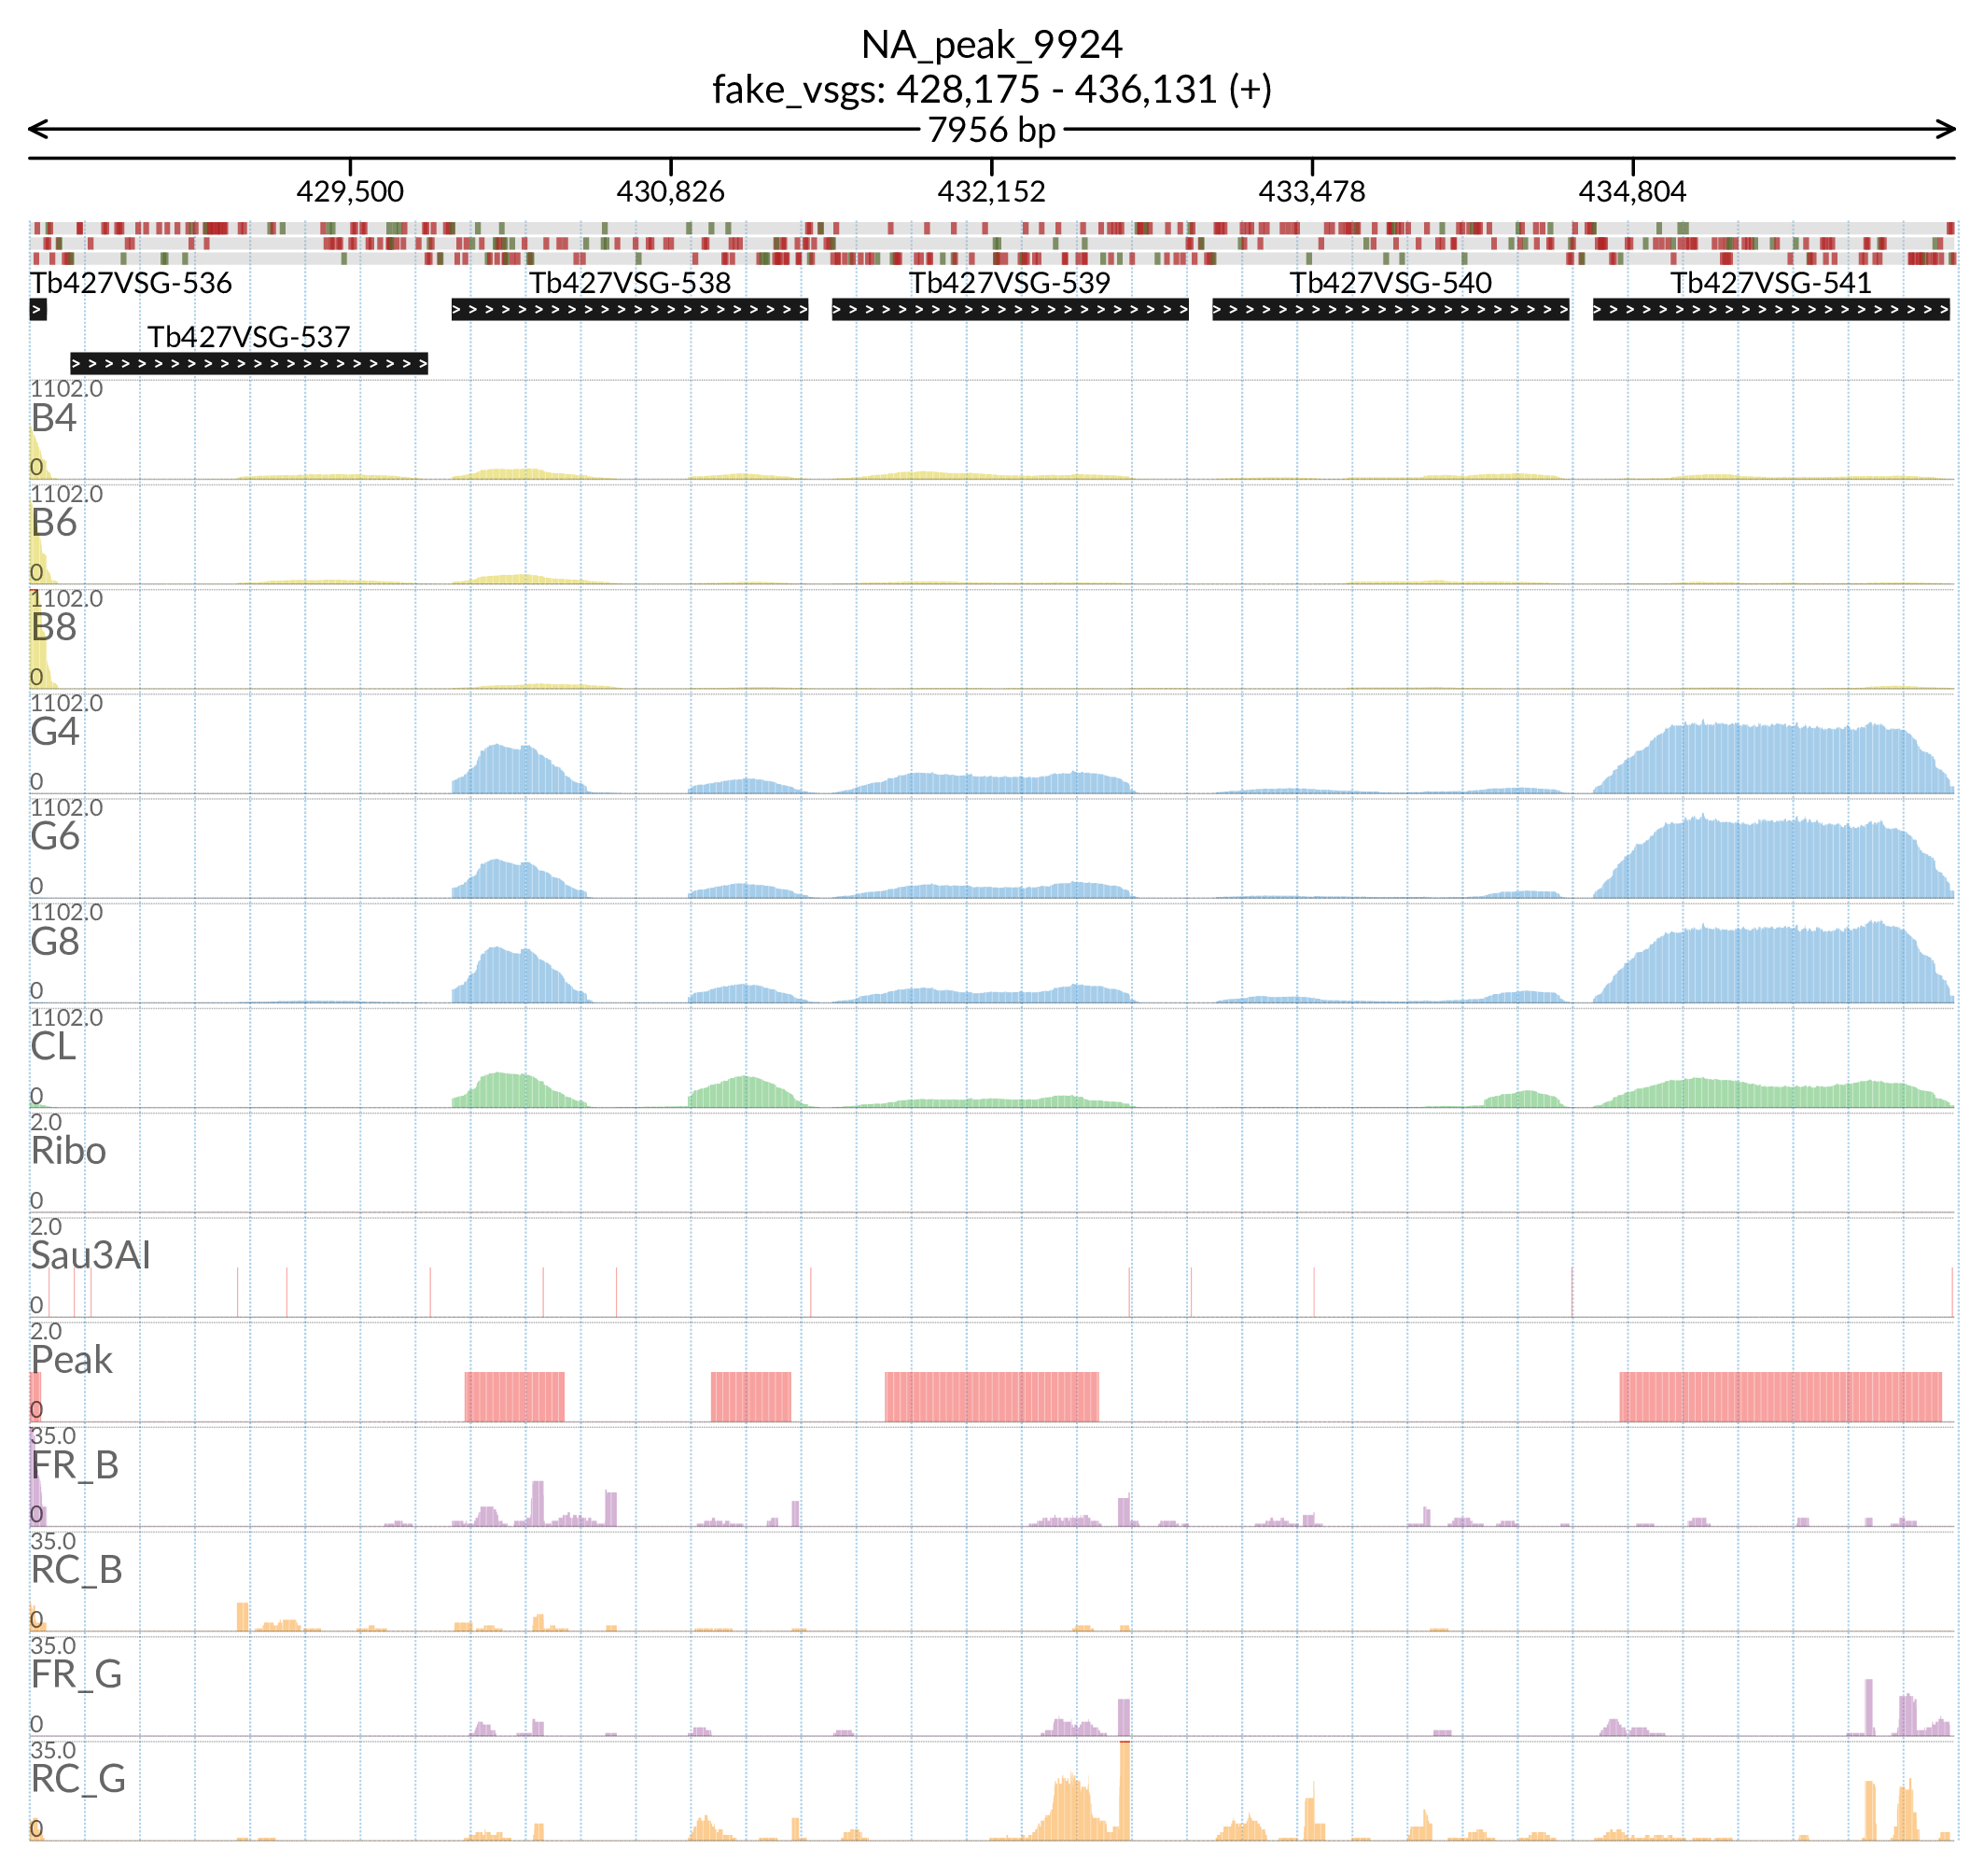 NA_peak_9924
fake_vsgs: 428,175 - 436,131 (+)
7956 bp
429,500 430,826 432,152 433,478 434,804
Tb427VSG-536 Tb427VSG-538 Tb427VSG-539 Tb427VSG-540 Tb427VSG-541
Tb427VSG-537
1102.0
B4
0
1102.0
B6
0
1102.0
B8
0
1102.0
G4
0
1102.0
G6
0
1102.0
G8
0
1102.0
CL
0
2.0
Ribo
0
2.0
Sau3AI
0
2.0
Peak
0
35.0
FR_B
0
35.0
RC_B
0
35.0
FR_G
0
35.0
RC_G
0